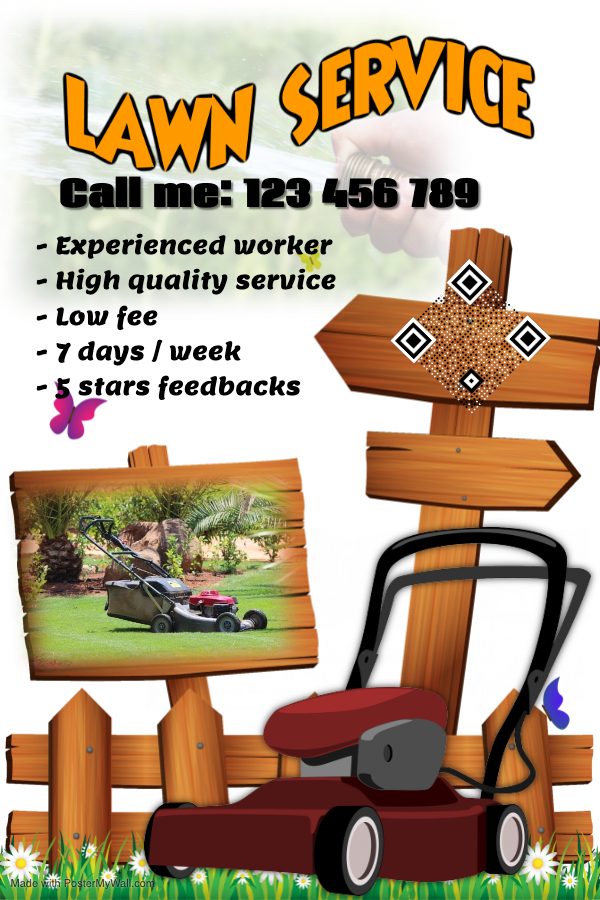 LAWN SERVICE
Call me: 123 456 789
- Experienced worker
- High quality service
- Low fee
- 7 days / week
- 5 stars feedbacks
Made with PosterMyWall.com